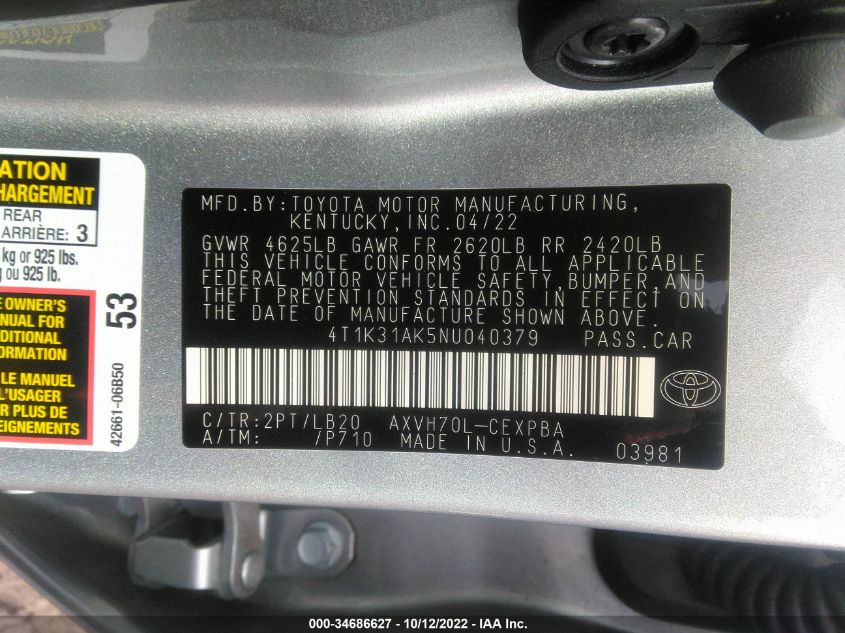 ATION
HARGEMENT
REAR
ARRIÈRE: 3
kg or 925 lbs.
ou 925 lb.
OWNER'S
NUAL FOR
DITIONAL
ORMATION
LE MANUEL
L'USAGER
R PLUS DE
EIGNEMENTS
53
42661-06B50
MFD.BY:TOYOTA MOTOR MANUFACTURING,
KENTUCKY,INC.04/22
GVWR 4625LB GAWR FR 2620LB RR 2420LB
THIS VEHICLE CONFORMS TO ALL APPLICABLE
FEDERAL MOTOR VEHICLE SAFETY,BUMPER,AND
THEFT PREVENTION STANDARDS IN EFFECT ON
THE DATE OF MANUFACTURE SHOWN ABOVE.
4T1K31AK5NU040379 PASS.CAR
C/TR:2PT/LB20 AXVH70L-CEXPBA
A/TM: /P710 MADE IN U.S.A. 03981
000-34686627 - 10/12/2022 - IAA Inc.